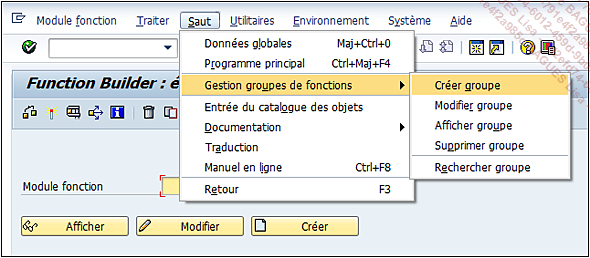 Module fonction Traiter Saut Utilitaires Environnement Système Aide
Données globales Maj+Ctrl+0
Programme principal Ctrl+Maj+F4
Gestion groupes de fonctions
Créer groupe
Modifier groupe
Afficher groupe
Supprimer groupe
Rechercher groupe
Entrée du catalogue des objets
Documentation
Traduction
Manuel en ligne Ctrl+F8
Retour F3
Function Builder : é
Module fonction
Afficher Modifier Créer